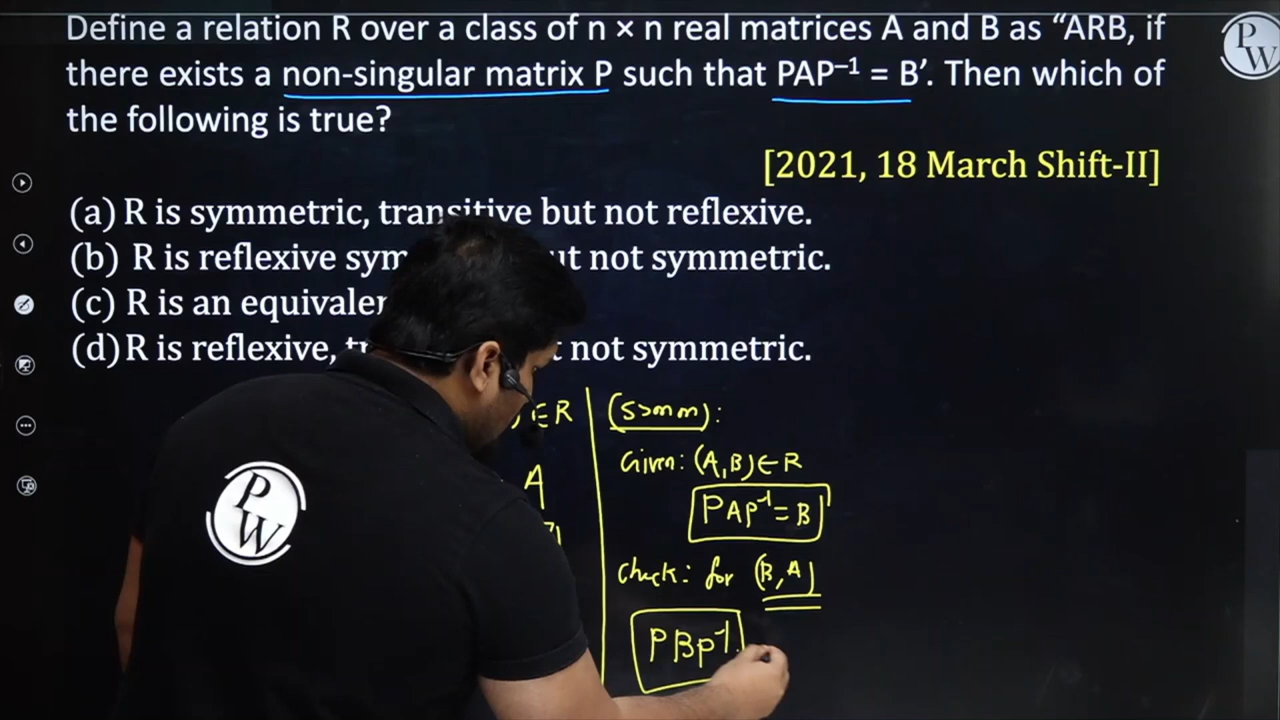 Define a relation R over a class of n × n real matrices A and B as “ARB, if
there exists a non-singular matrix P such that PAP⁻¹ = B’. Then which of
the following is true?
[2021, 18 March Shift-II]
(a) R is symmetric, transitive but not reflexive.
(b) R is reflexive sym ut not symmetric.
(c) R is an equivalen
(d) R is reflexive, t not symmetric.
∈ R
A
(Symm):
Given: (A,B) ∈ R
PAP⁻¹ = B
Check: for (B,A)
PBP⁻¹
PW
PW